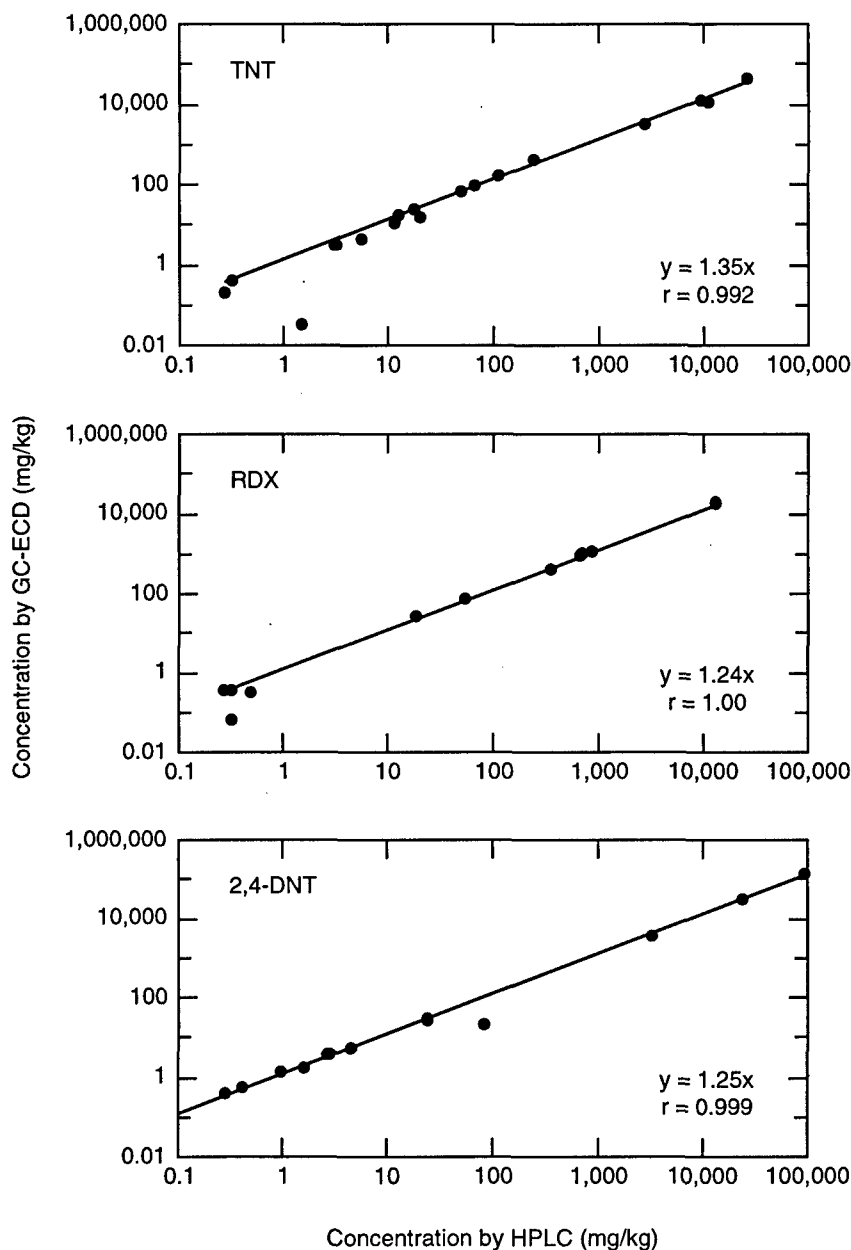 1,000,000
TNT
10,000
100
1
y = 1.35x
r = 0.992
0.01
0.1 1 10 100 1,000 10,000 100,000
1,000,000
RDX
10,000
100
1
y = 1.24x
r = 1.00
0.01
0.1 1 10 100 1,000 10,000 100,000
Concentration by GC-ECD (mg/kg)
1,000,000
2,4-DNT
10,000
100
1
y = 1.25x
r = 0.999
0.01
0.1 1 10 100 1,000 10,000 100,000
Concentration by HPLC (mg/kg)